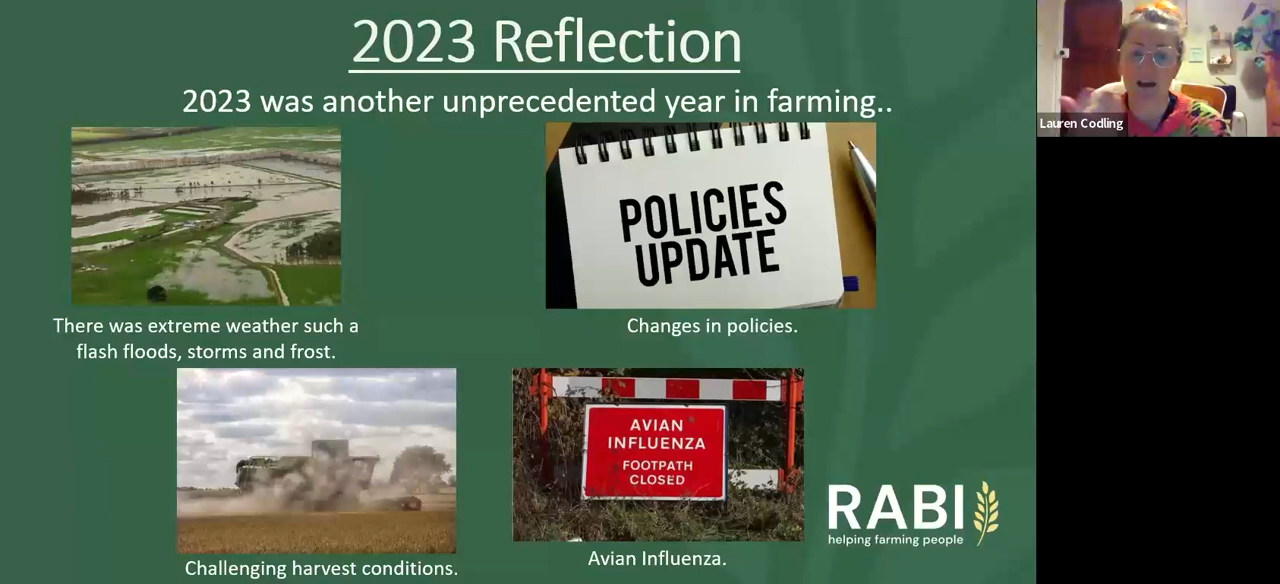 2023 Reflection
2023 was another unprecedented year in farming..
Lauren Codling
POLICIES
UPDATE
There was extreme weather such a
flash floods, storms and frost.
Changes in policies.
AVIAN
INFLUENZA
FOOTPATH
CLOSED
Challenging harvest conditions.
Avian Influenza.
RABI
helping farming people